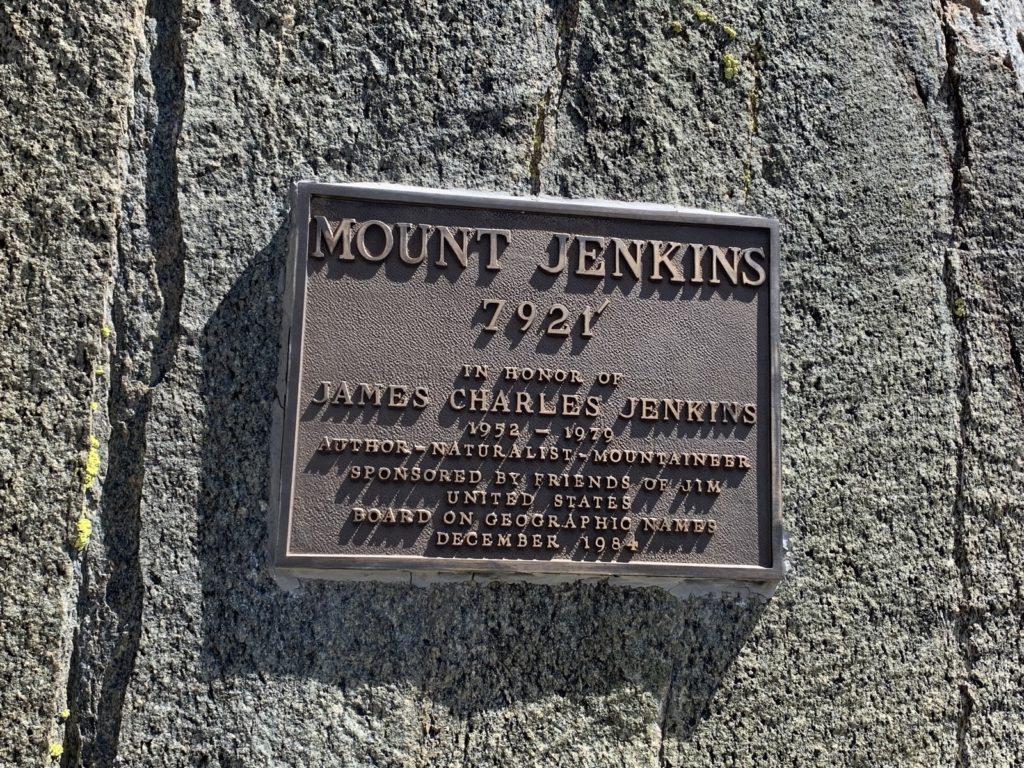 MOUNT JENKINS
7921'
IN HONOR OF
JAMES CHARLES JENKINS
1952 – 1979
AUTHOR–NATURALIST–MOUNTAINEER
SPONSORED BY FRIENDS OF JIM
UNITED STATES
BOARD ON GEOGRAPHIC NAMES
DECEMBER 1984